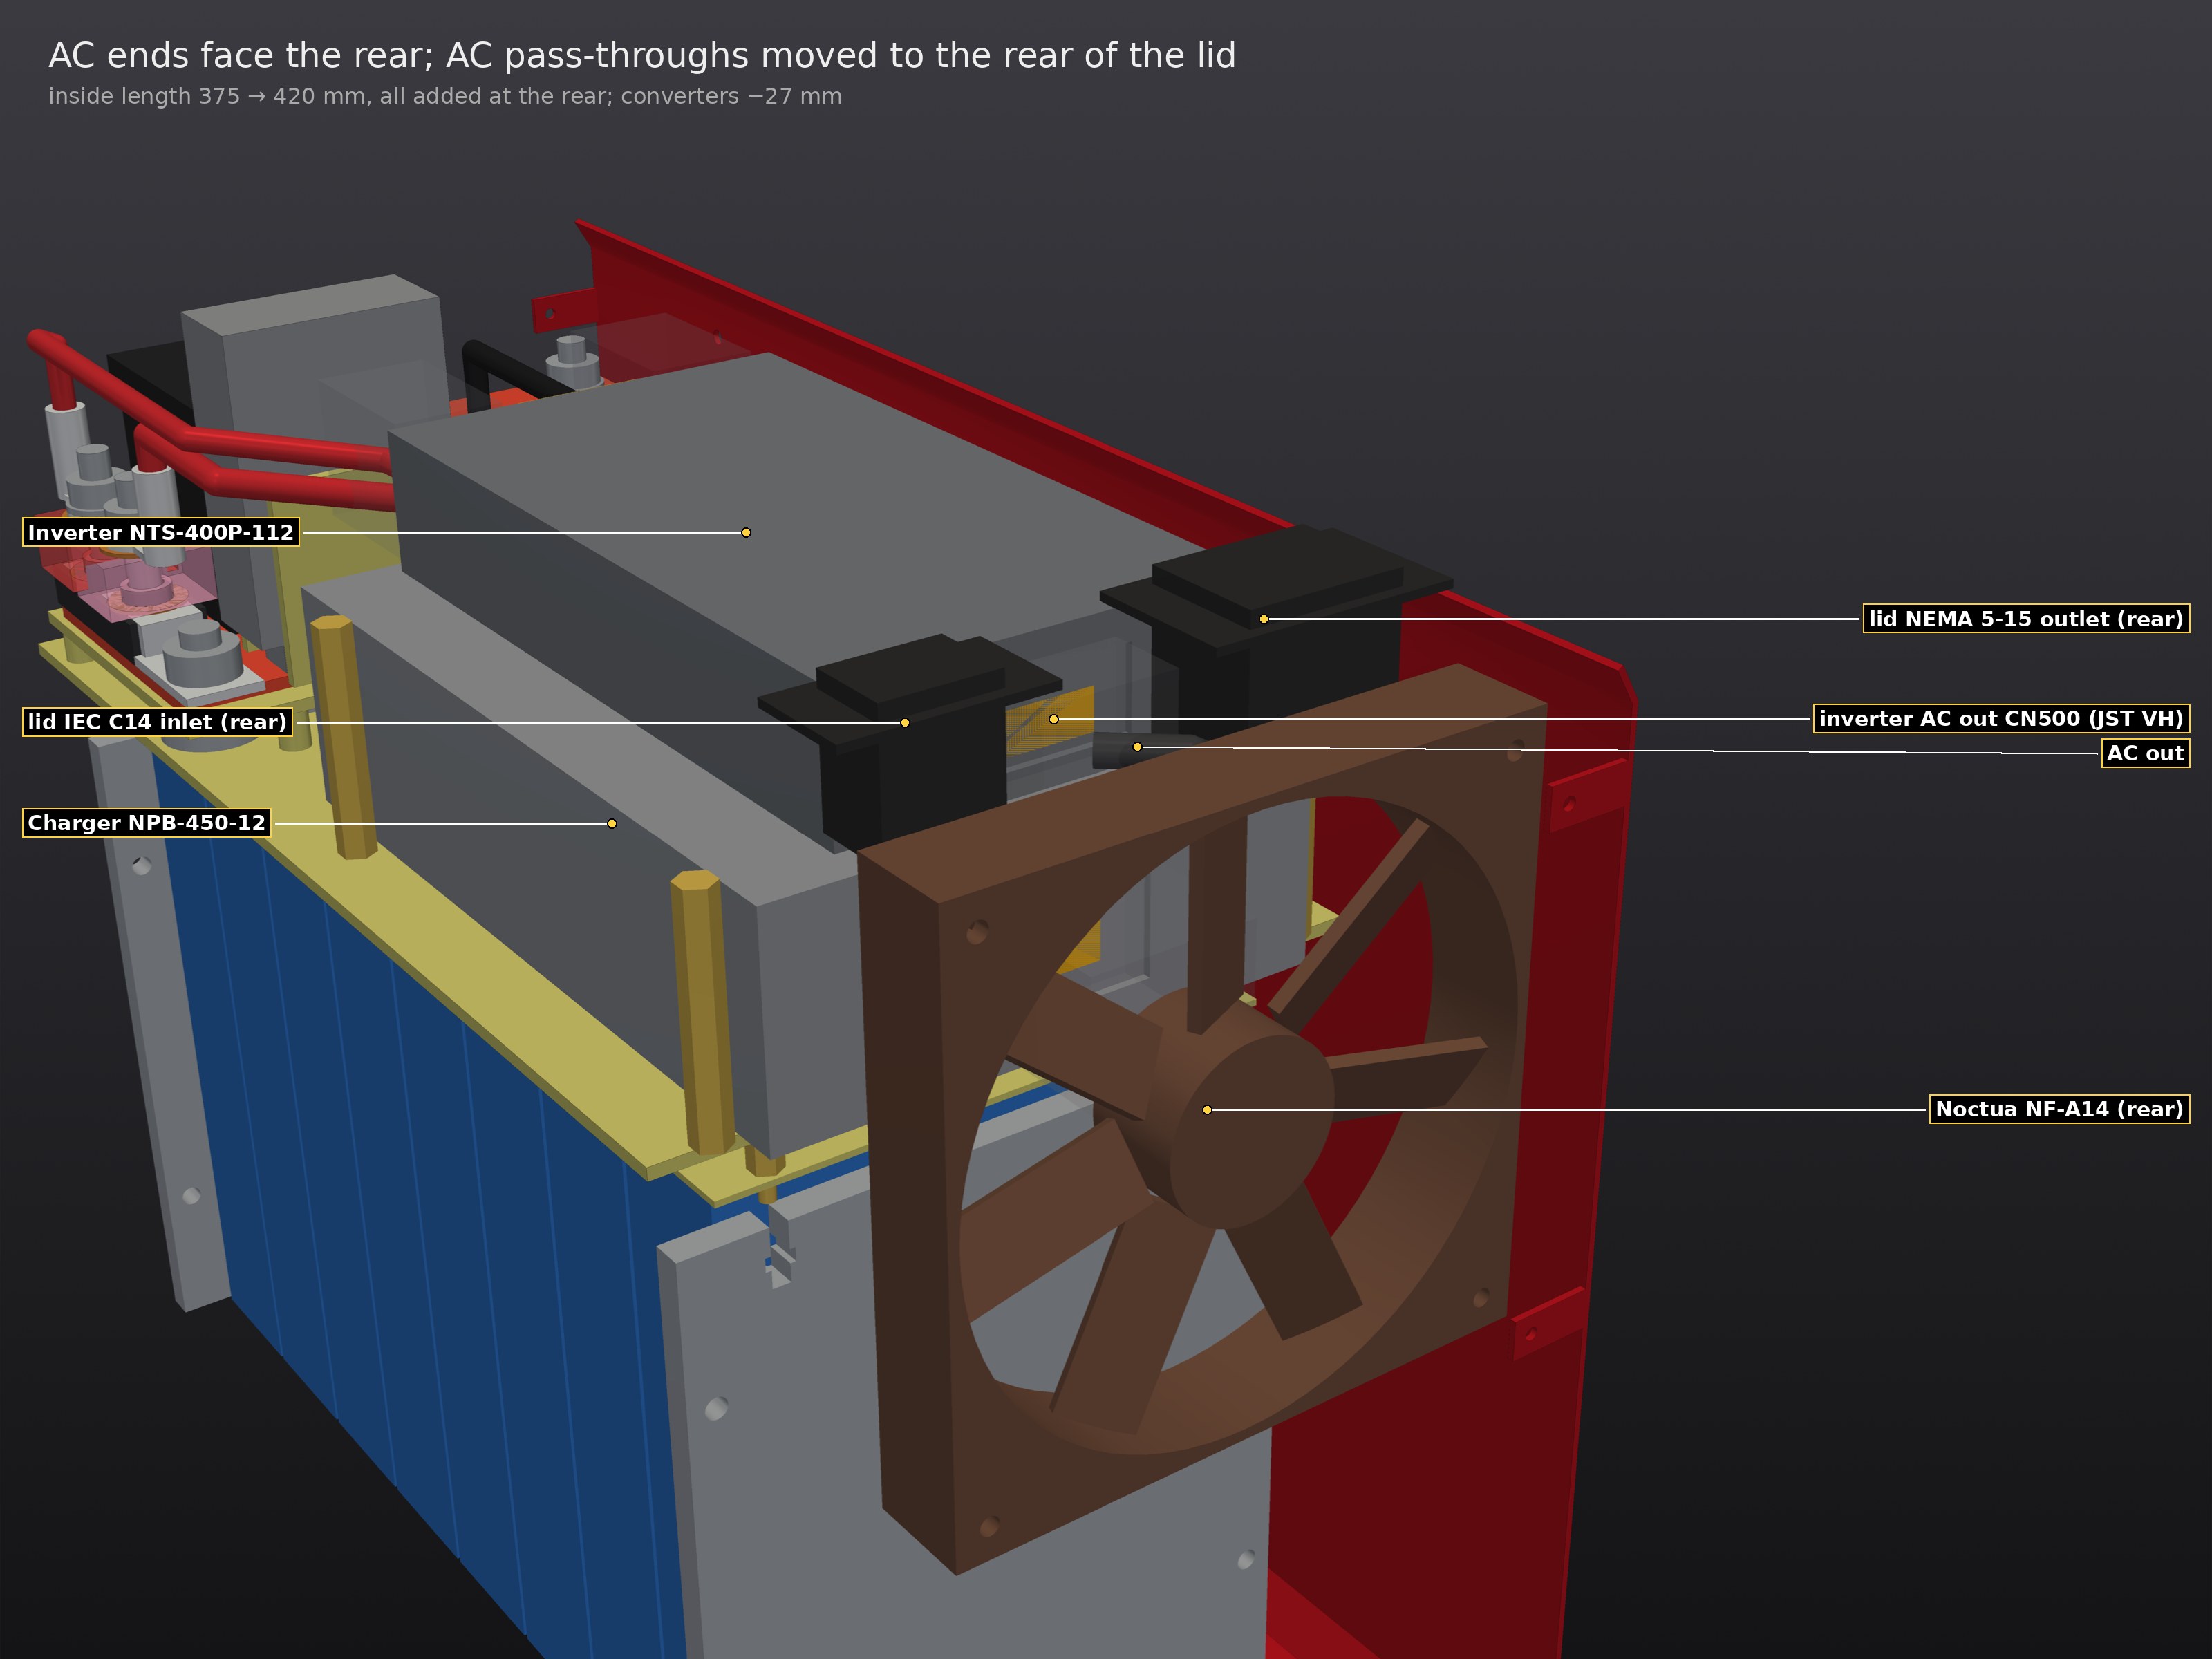 AC ends face the rear; AC pass-throughs moved to the rear of the lid
inside length 375 → 420 mm, all added at the rear; converters −27 mm
Inverter NTS-400P-112
lid NEMA 5-15 outlet (rear)
lid IEC C14 inlet (rear)
inverter AC out CN500 (JST VH)
AC out
Charger NPB-450-12
Noctua NF-A14 (rear)